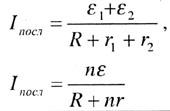 I_посл = (ε₁+ε₂)/(R + r₁ + r₂),
I_посл = nε/(R + nr)